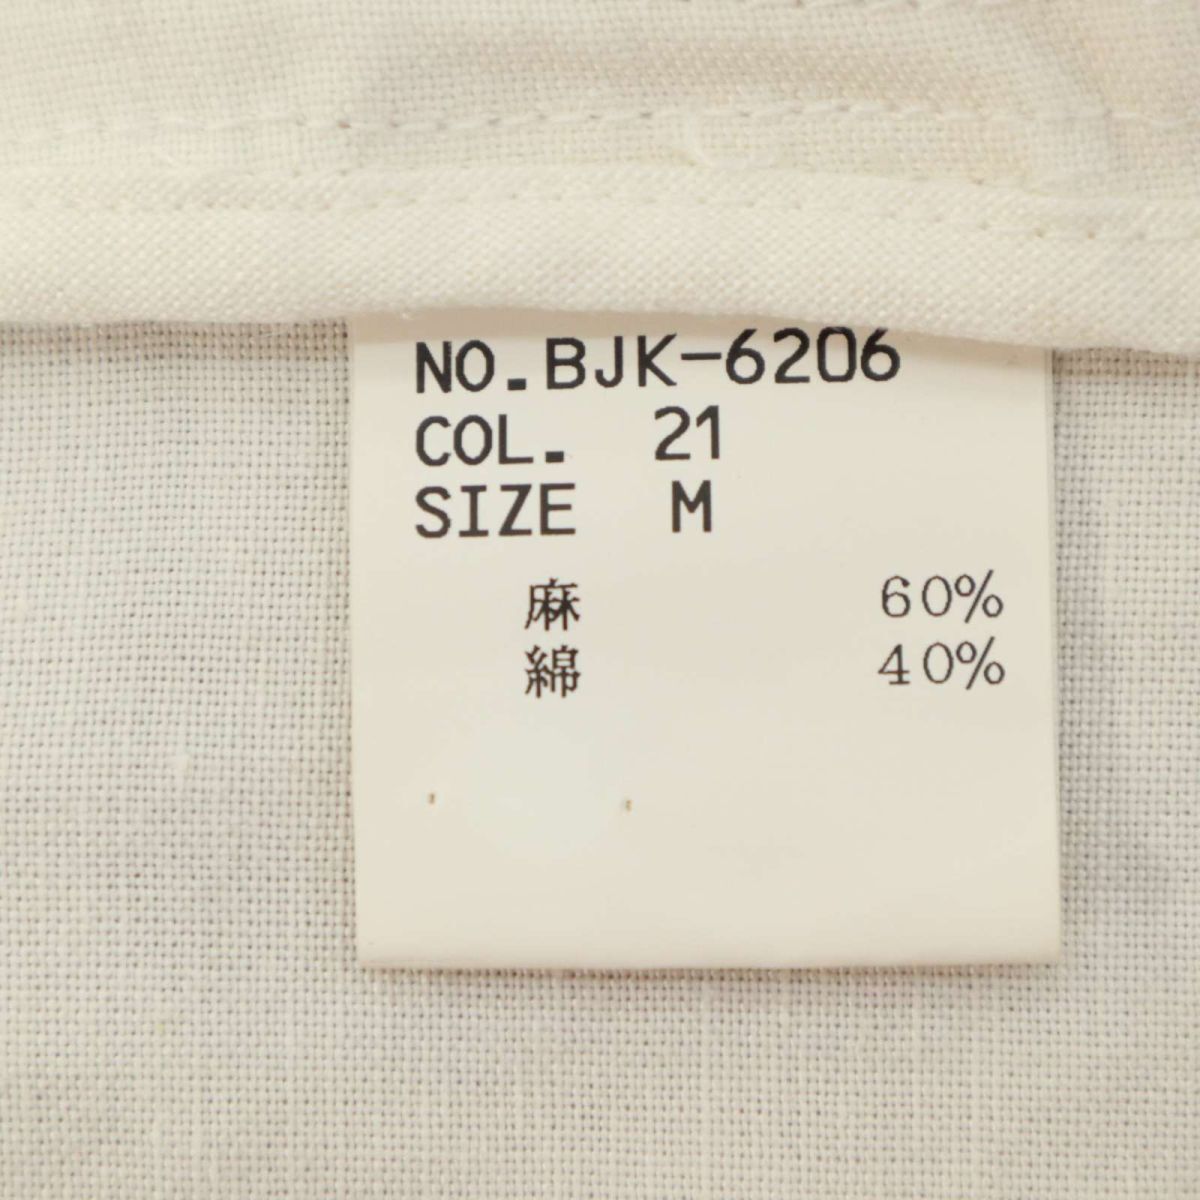 NO.BJK-6206
COL. 21
SIZE M
麻 60%
綿 40%